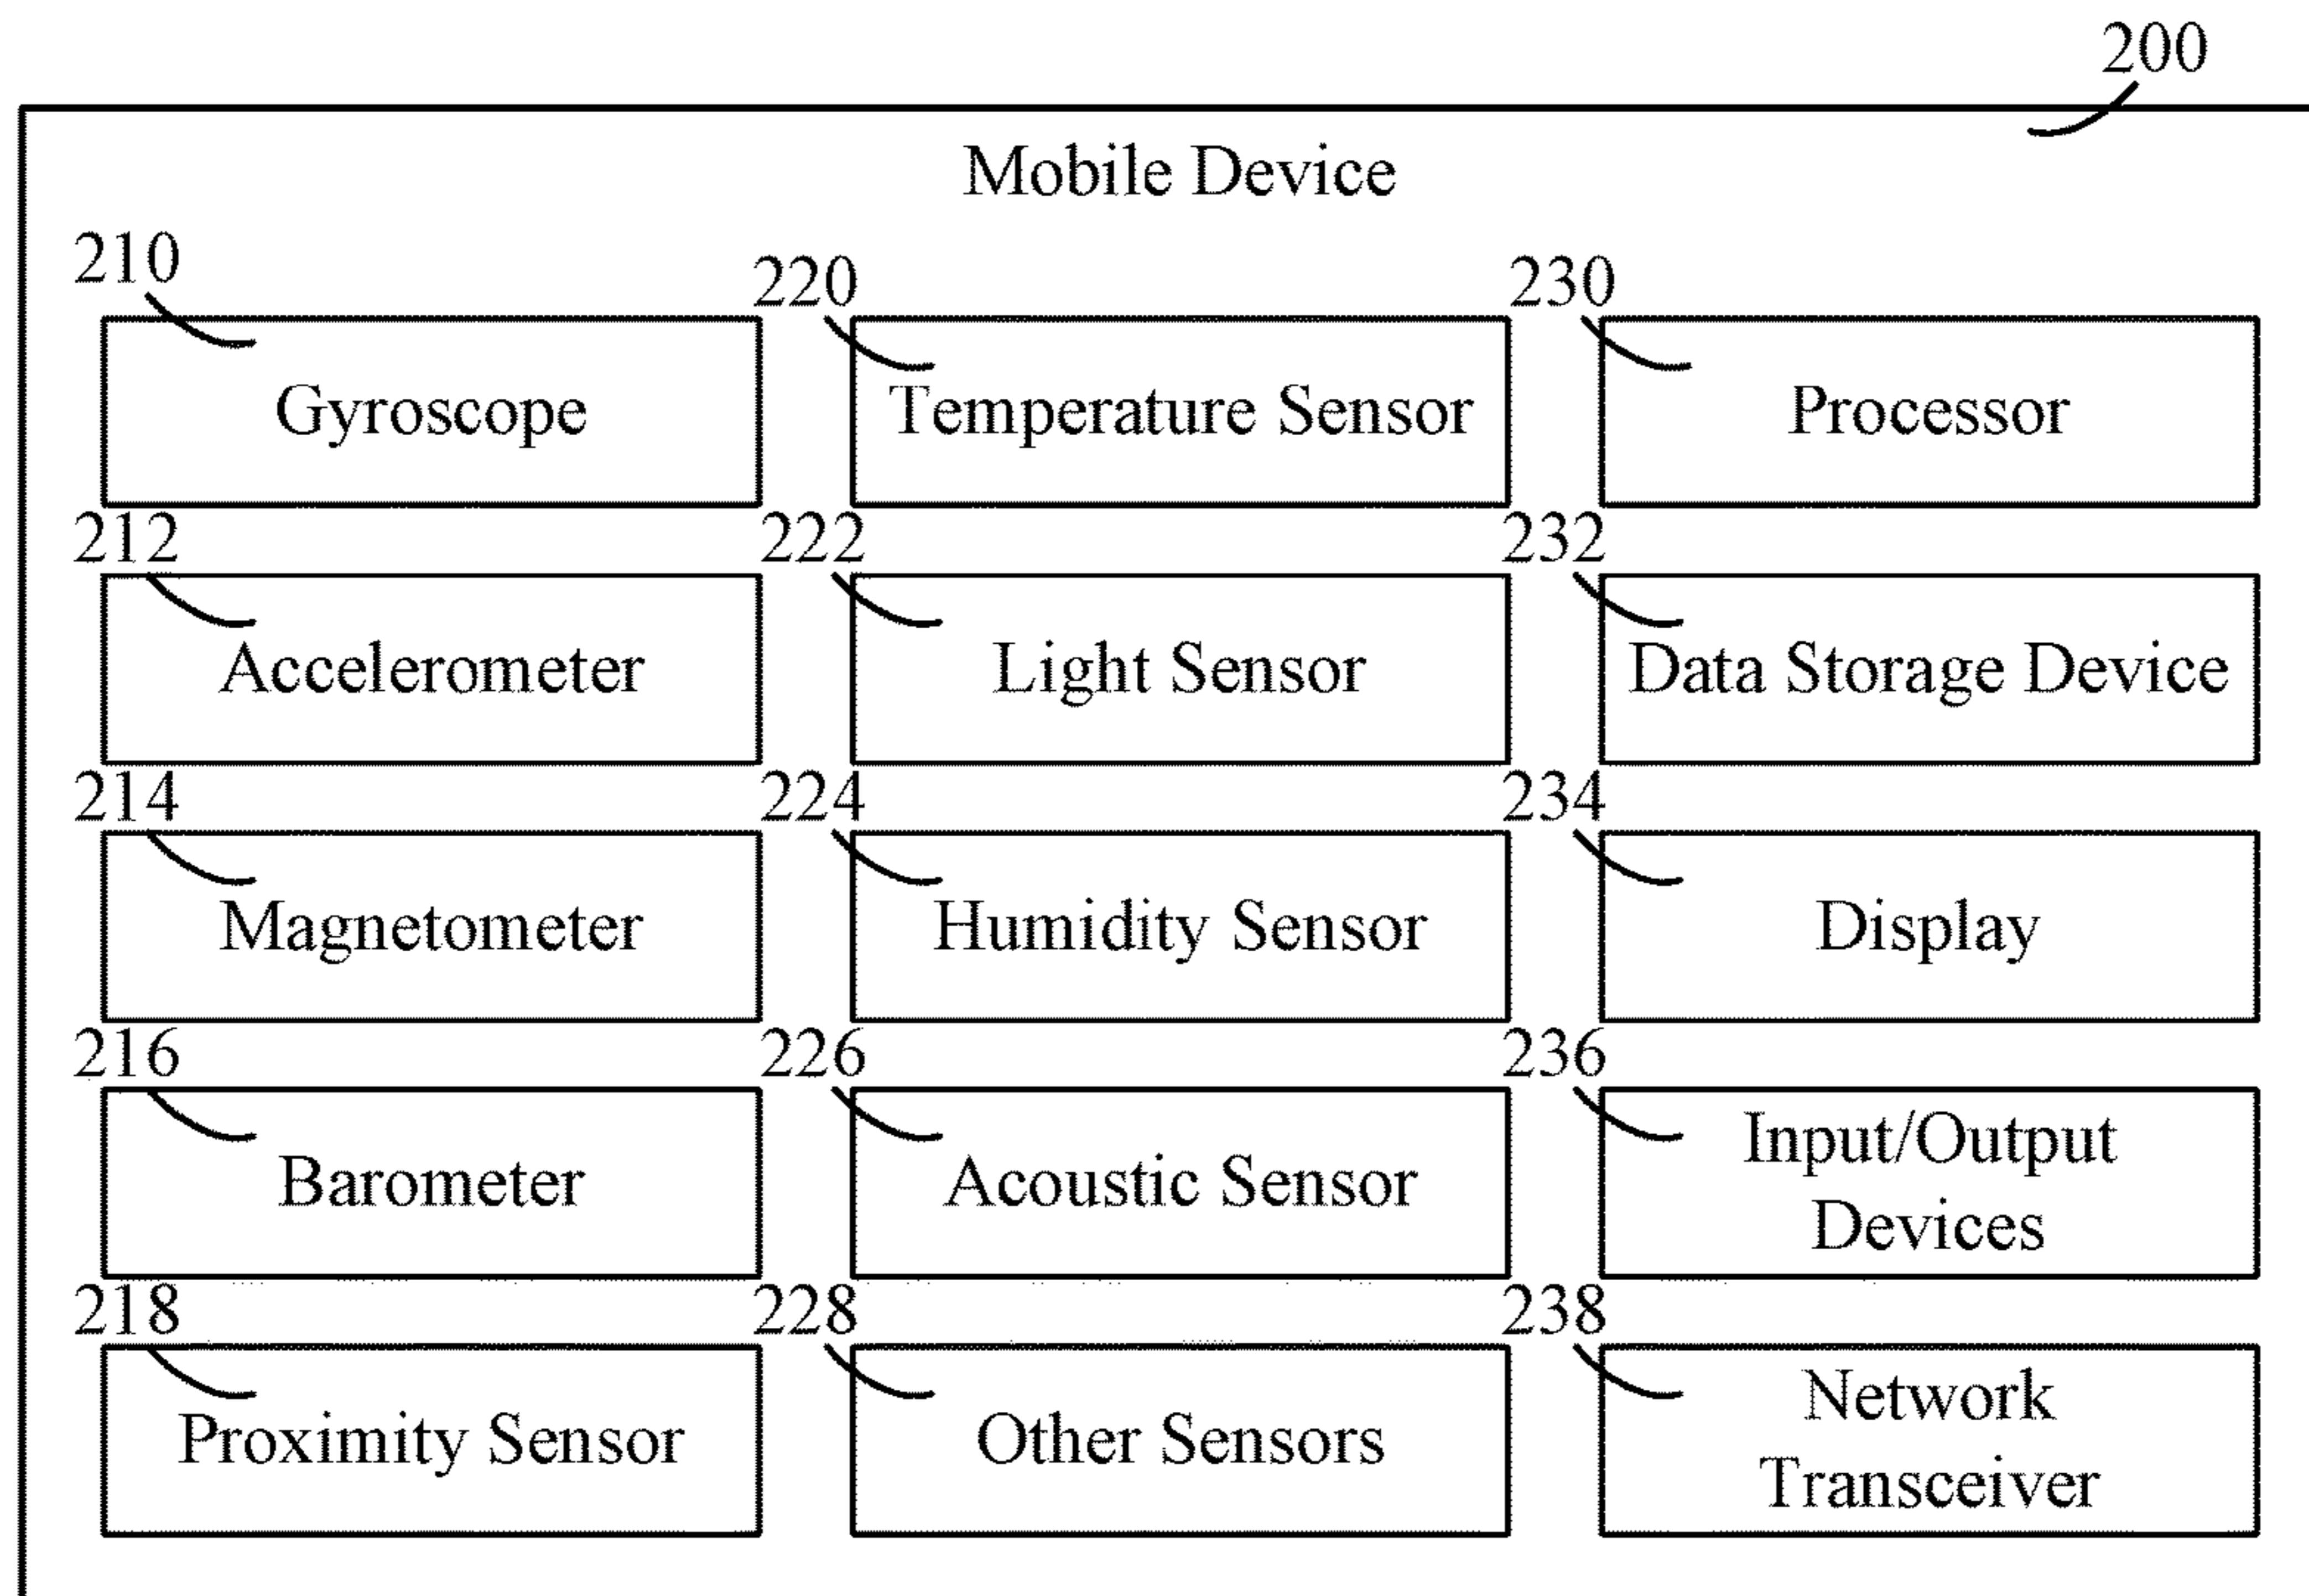 200
Mobile Device
210
220
230
Gyroscope
Temperature Sensor
Processor
212
222
232
Accelerometer
Light Sensor
Data Storage Device
214
224
234
Magnetometer
Humidity Sensor
Display
216
226
236
Barometer
Acoustic Sensor
Input/Output
Devices
218
228
238
Proximity Sensor
Other Sensors
Network
Transceiver